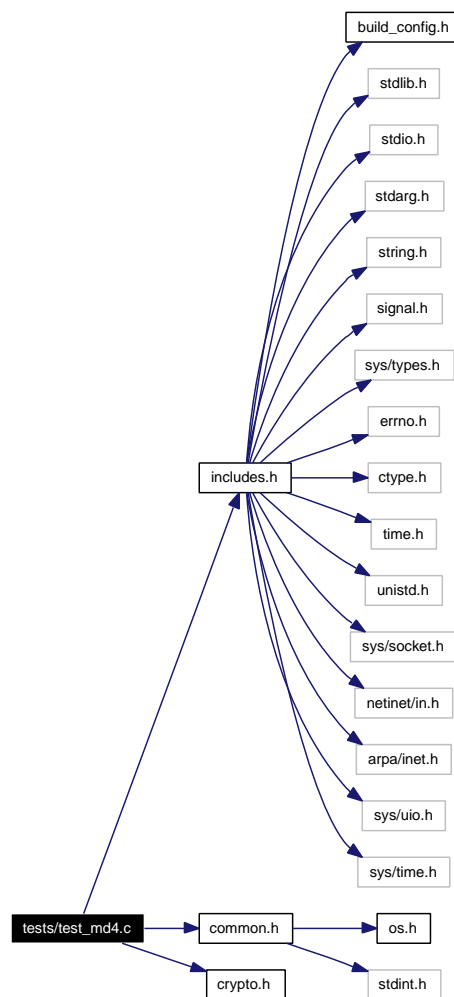 build_config.h
stdlib.h
stdio.h
stdarg.h
string.h
signal.h
sys/types.h
errno.h
includes.h
ctype.h
time.h
unistd.h
sys/socket.h
netinet/in.h
arpa/inet.h
sys/uio.h
sys/time.h
tests/test_md4.c
common.h
os.h
crypto.h
stdint.h